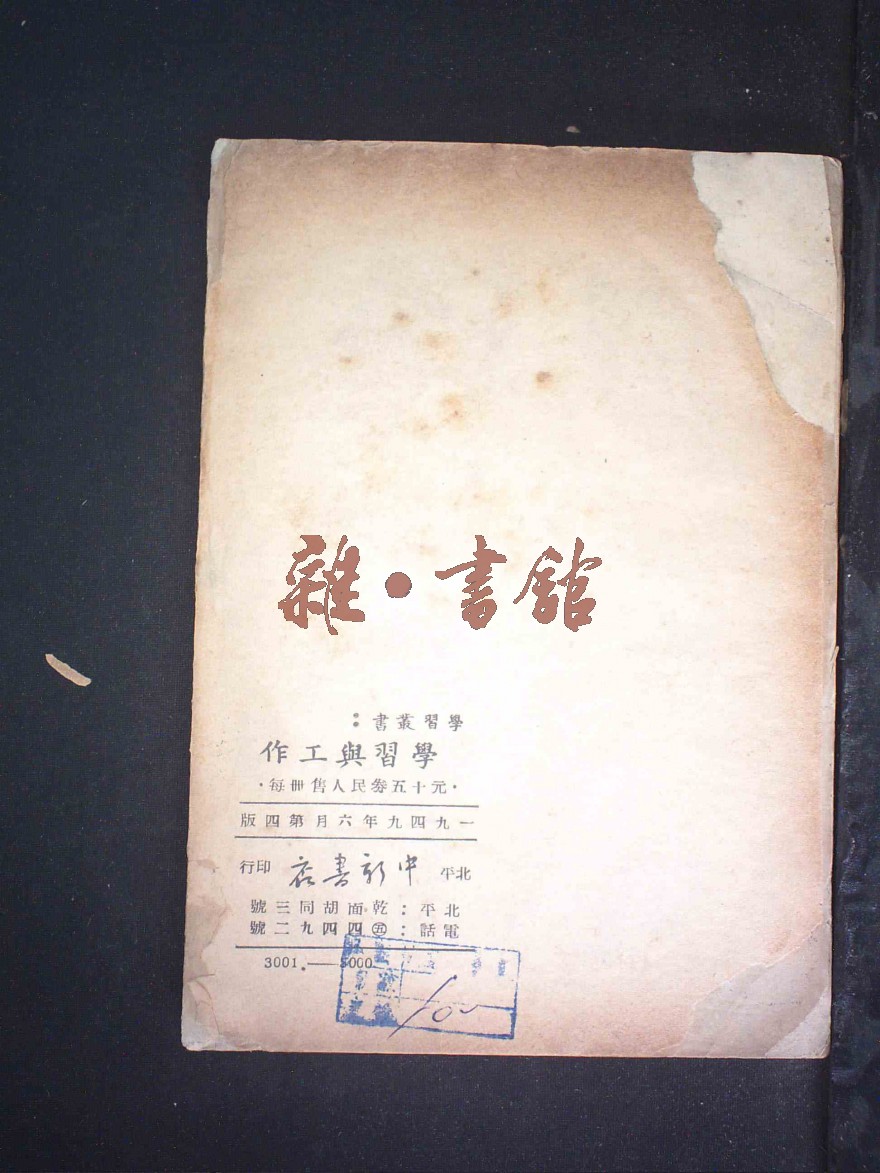 雜·書館
學習叢書：
學習與工作
·每冊售人民券五十元·
一九四九年六月第四版
北平 中新書店 印行
北平：乾面胡同三號
電話：㊄四四九二號
3001.—5000